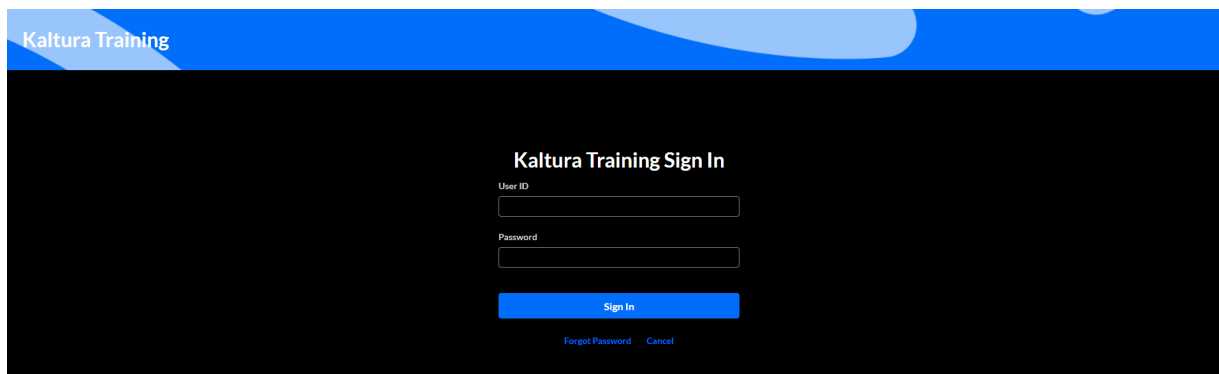 Kaltura Training
Kaltura Training Sign In
User ID
Password
Sign In
Forgot Password Cancel